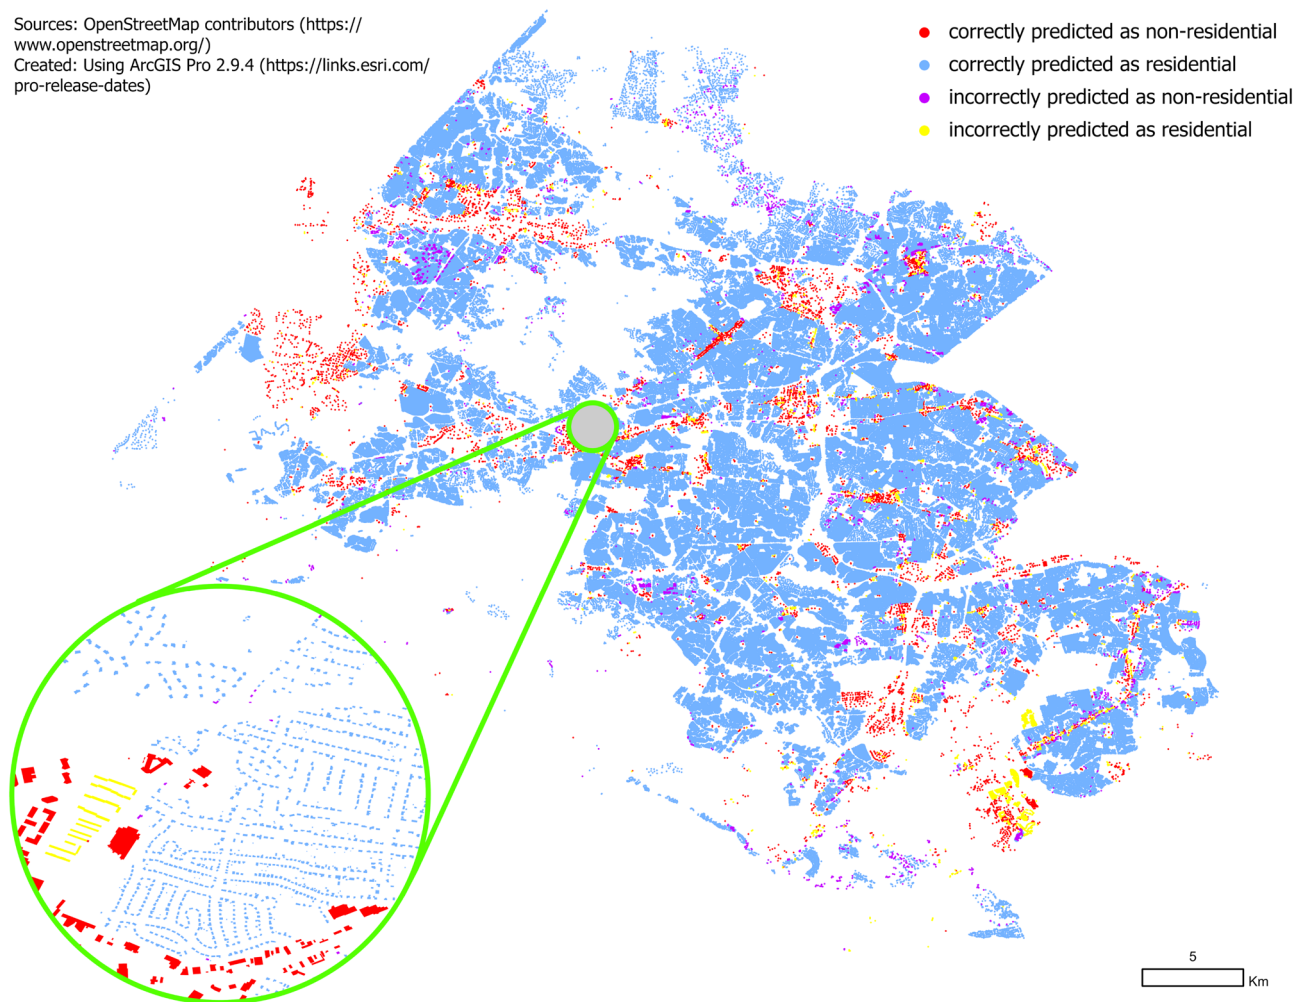 Sources: OpenStreetMap contributors (https://
www.openstreetmap.org/)
Created: Using ArcGIS Pro 2.9.4 (https://links.esri.com/
pro-release-dates)
correctly predicted as non-residential
correctly predicted as residential
incorrectly predicted as non-residential
incorrectly predicted as residential
5
Km